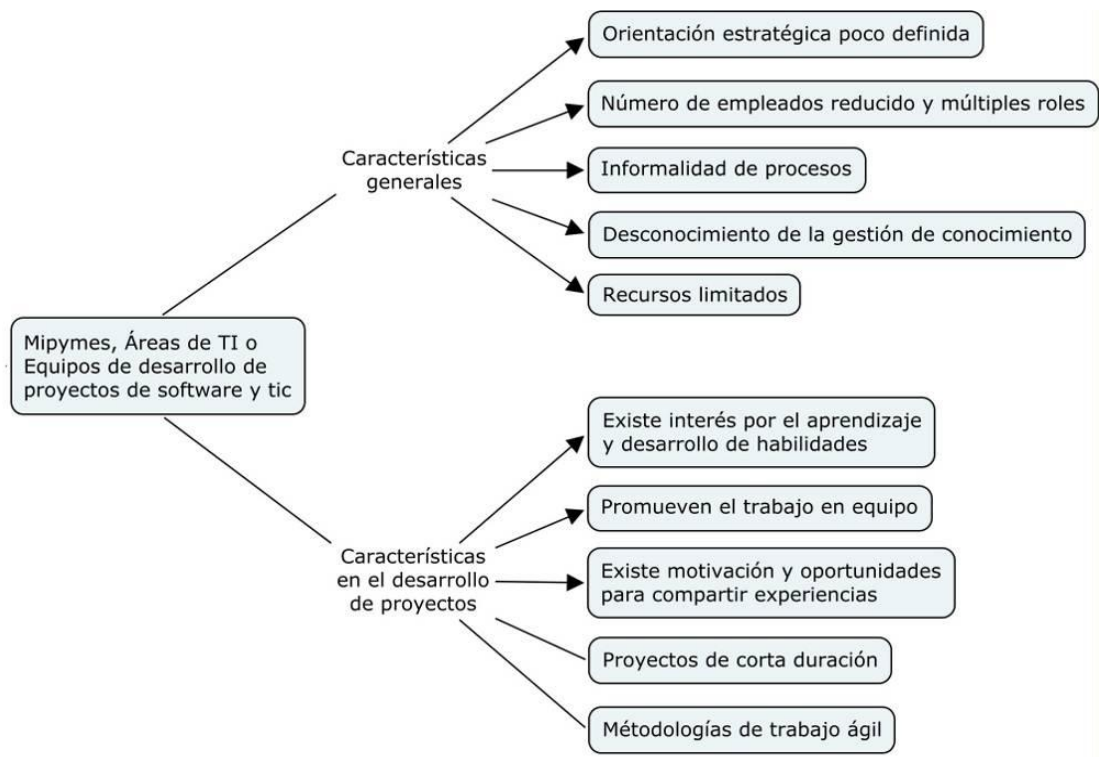 Orientación estratégica poco definida
Número de empleados reducido y múltiples roles
Características
generales
Informalidad de procesos
Desconocimiento de la gestión de conocimiento
Recursos limitados
Mipymes, Áreas de TI o
Equipos de desarrollo de
proyectos de software y tic
Existe interés por el aprendizaje
y desarrollo de habilidades
Promueven el trabajo en equipo
Características
en el desarrollo
de proyectos
Existe motivación y oportunidades
para compartir experiencias
Proyectos de corta duración
Métodologías de trabajo ágil